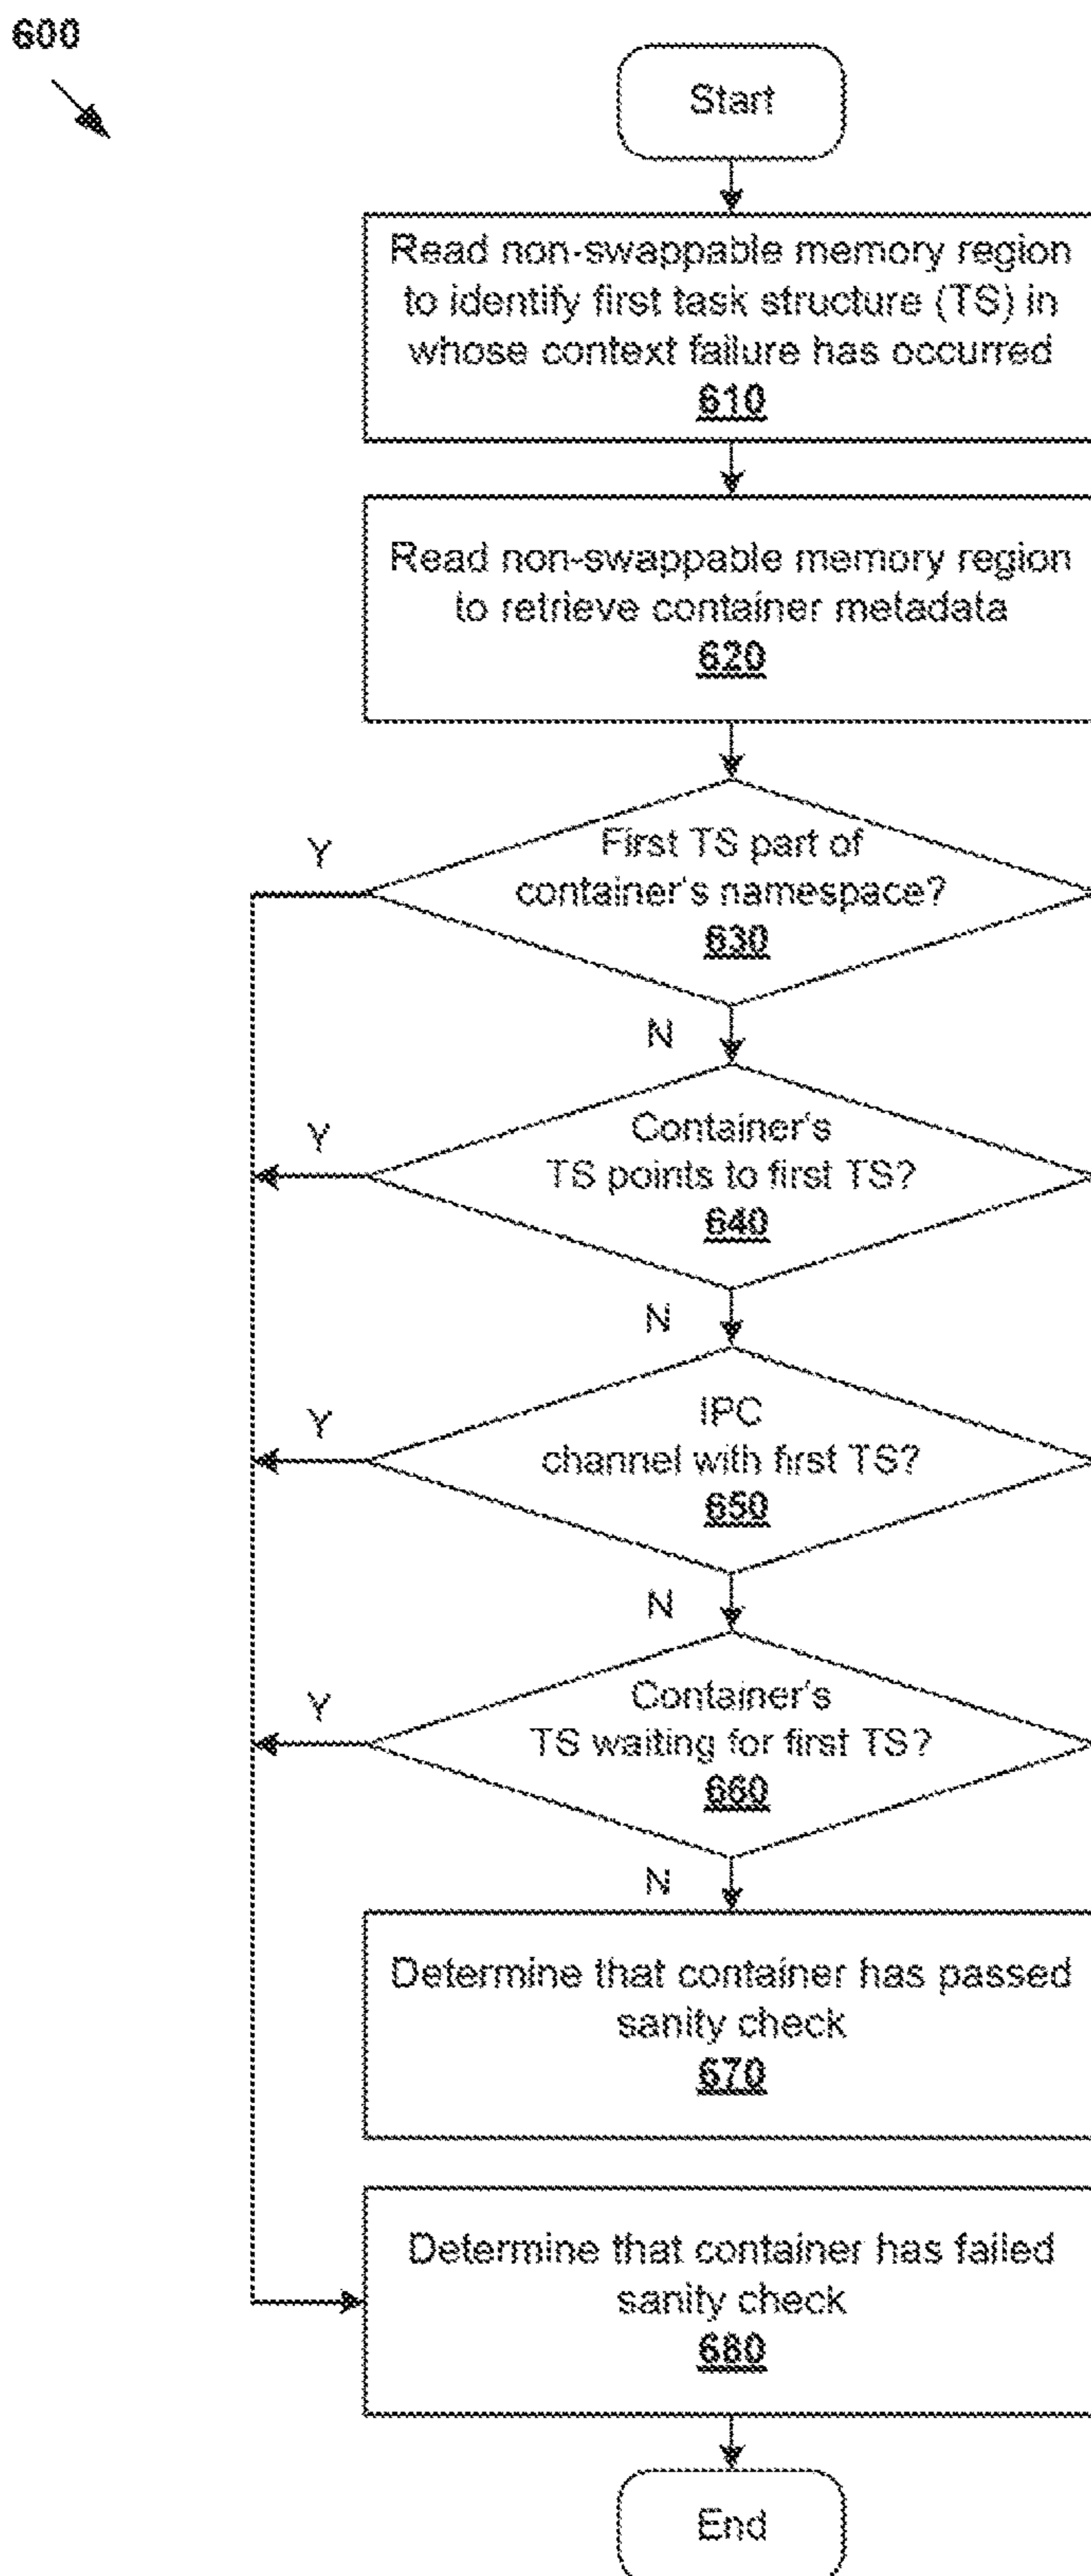 600
Start
Read non-swappable memory region
to identify first task structure (TS) in
whose context failure has occurred
610
Read non-swappable memory region
to retrieve container metadata
620
Y
First TS part of
container's namespace?
630
N
Y
Container's
TS points to first TS?
640
N
Y
IPC
channel with first TS?
650
N
Y
Container's
TS waiting for first TS?
660
N
Determine that container has passed
sanity check
670
Determine that container has failed
sanity check
680
End